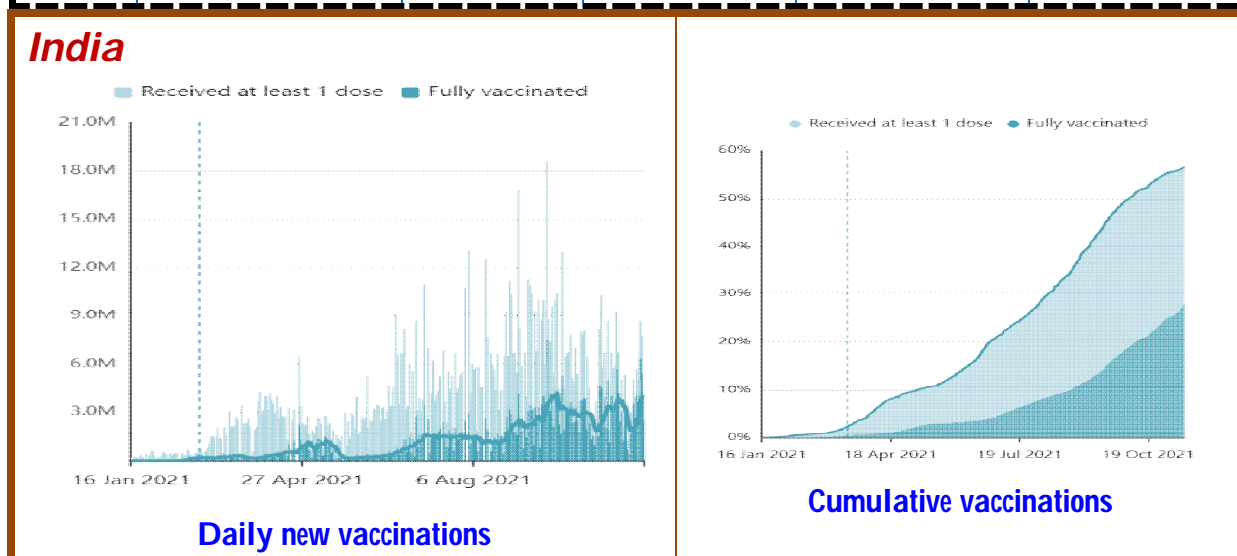 India
Received at least 1 dose Fully vaccinated
21.0M
18.0M
15.0M
12.0M
9.0M
6.0M
3.0M
16 Jan 2021 27 Apr 2021 6 Aug 2021
Daily new vaccinations
Received at least 1 dose Fully vaccinated
60%
50%
40%
30%
20%
10%
0%
16 Jan 2021 18 Apr 2021 19 Jul 2021 19 Oct 2021
Cumulative vaccinations